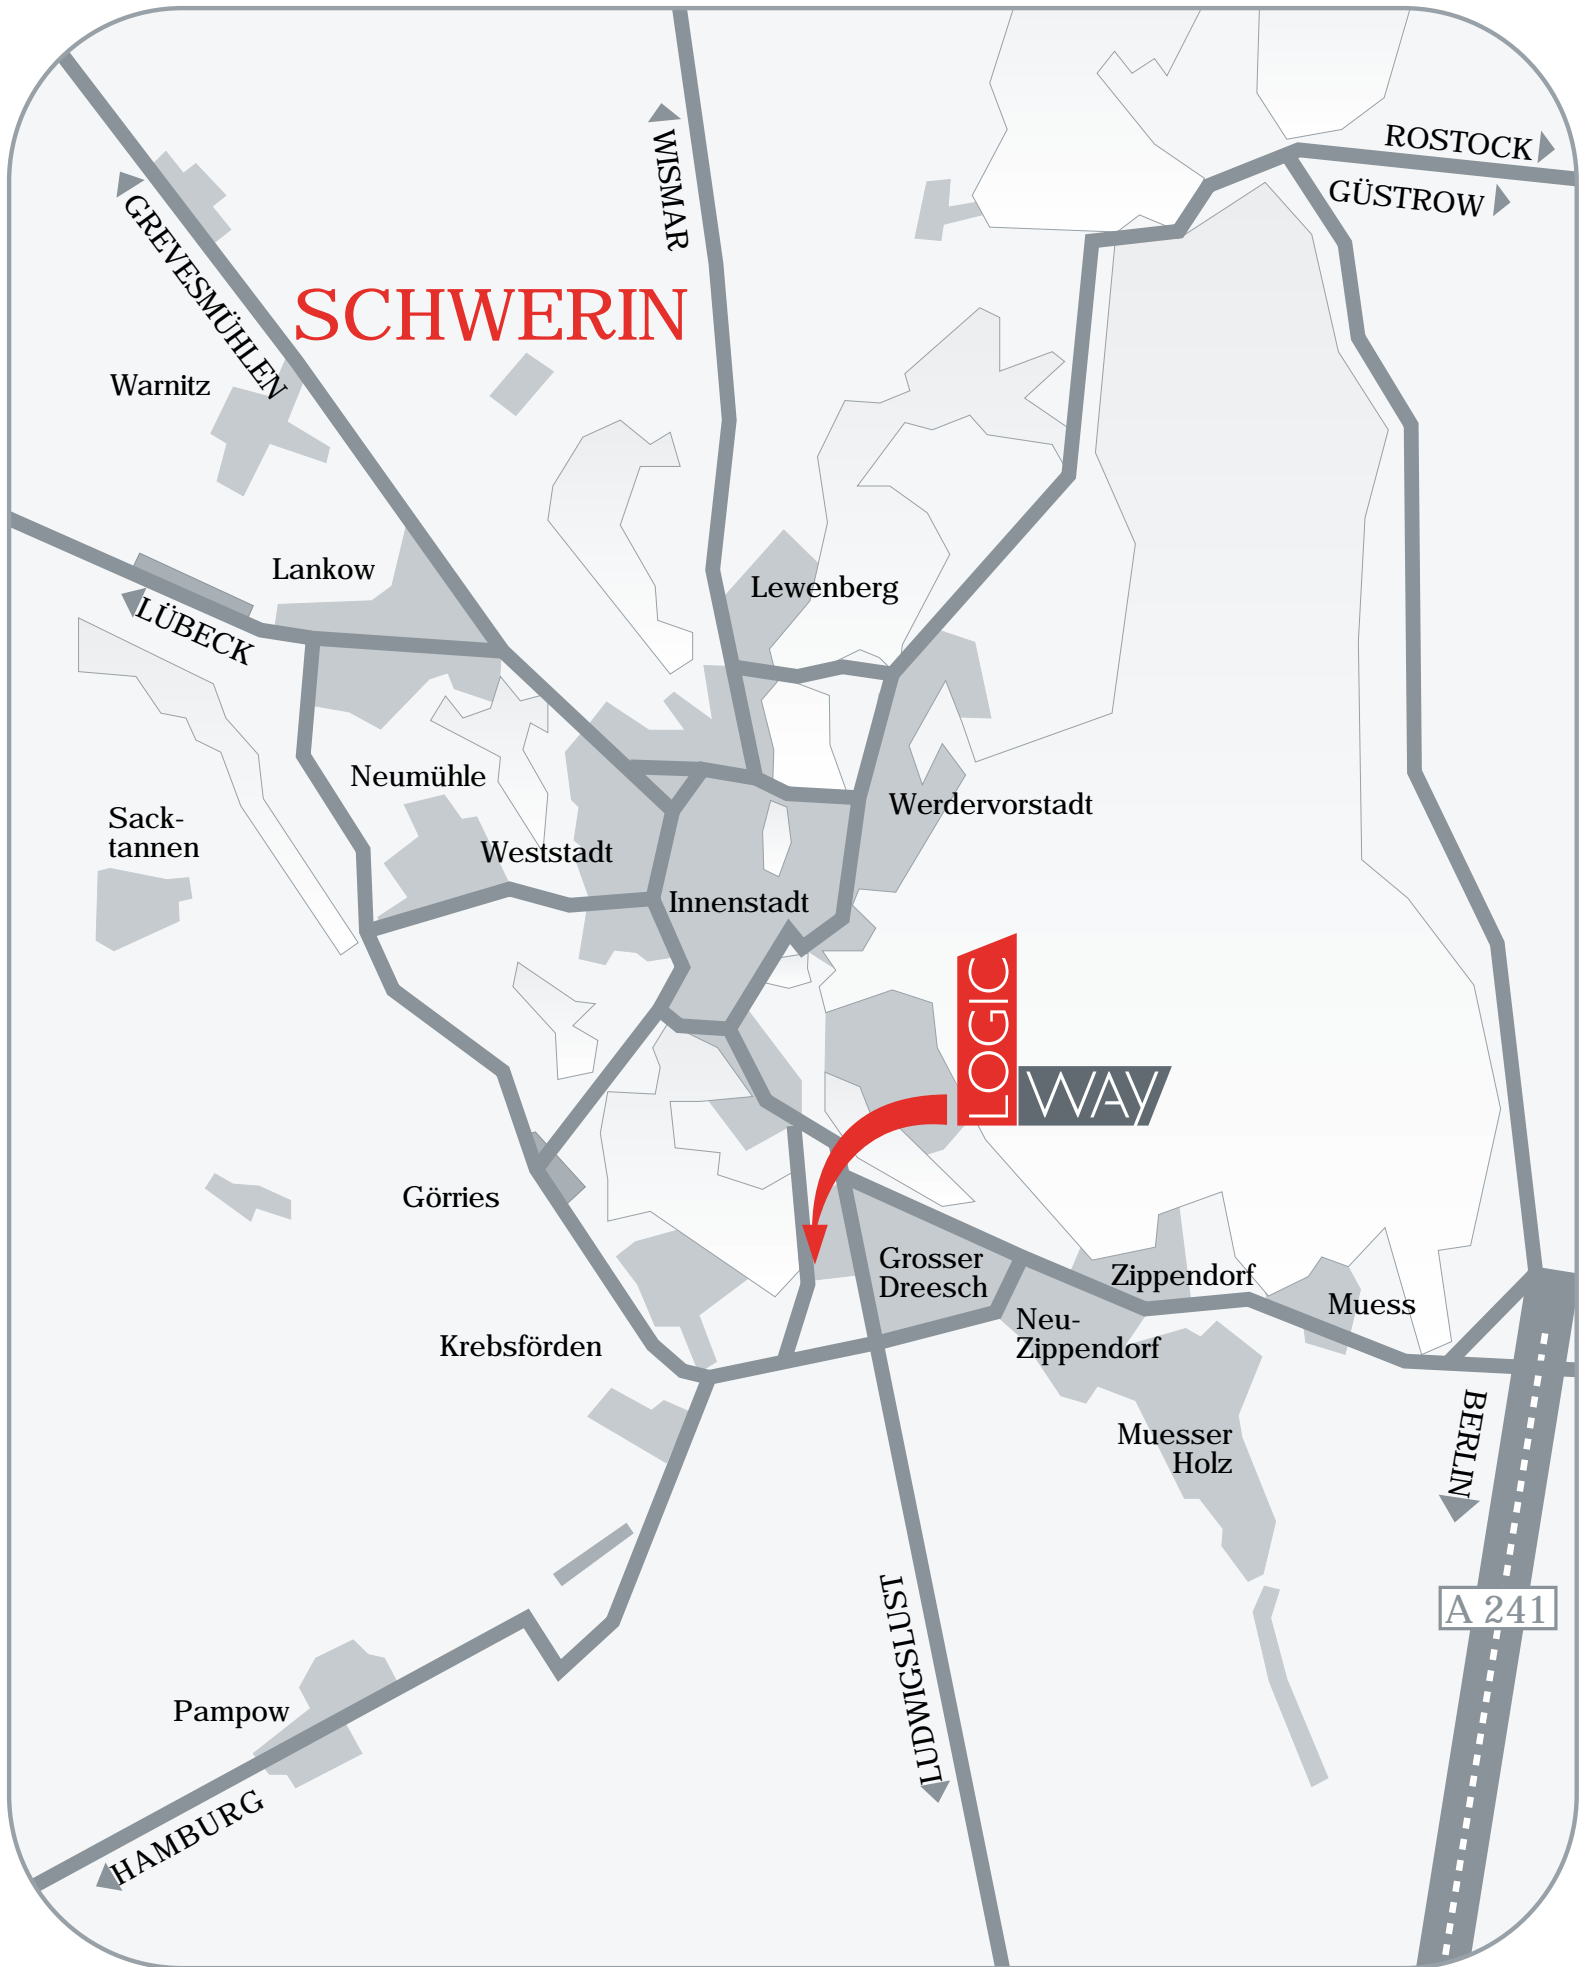 ROSTOCK
GÜSTROW
WISMAR
GREVESMÜHLEN
SCHWERIN
Warnitz
Lankow
LÜBECK
Lewenberg
Neumühle
Sack-
tannen
Weststadt
Werdervorstadt
Innenstadt
LOGIC
WAY
Görries
Grosser
Dreesch
Zippendorf
Muess
Neu-
Zippendorf
Krebsförden
Muesser
Holz
BERLIN
A 241
LUDWIGSLUST
Pampow
HAMBURG